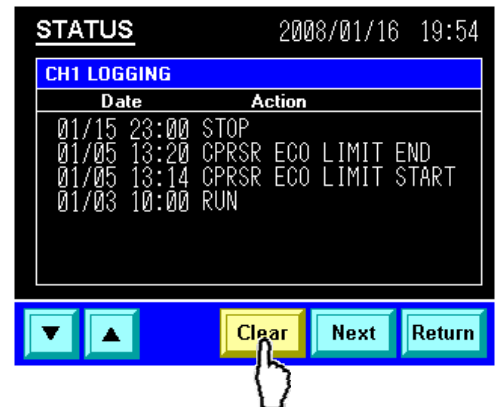 STATUS 2008/01/16 19:54
CH1 LOGGING
Date Action
01/15 23:00 STOP
01/05 13:20 CPRSR ECO LIMIT END
01/05 13:14 CPRSR ECO LIMIT START
01/03 10:00 RUN
▼ ▲ Clear Next Return